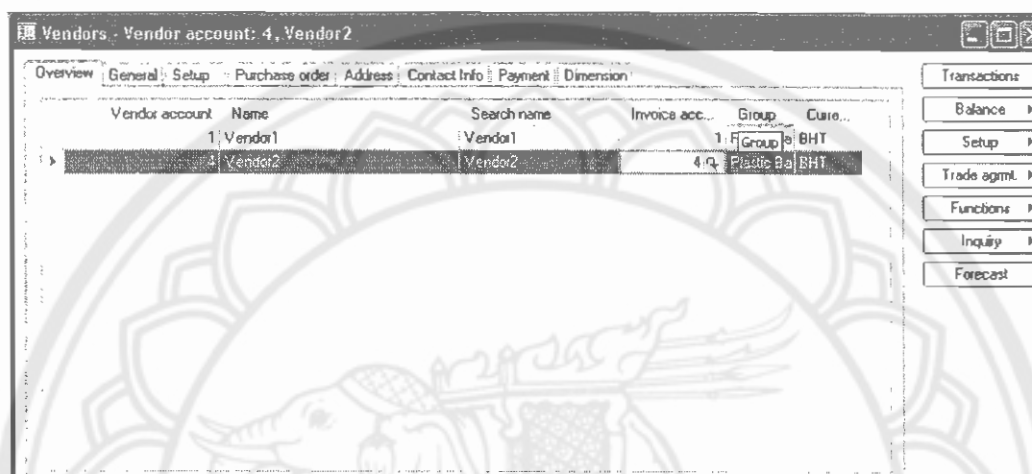 Vendors - Vendor account: 4, Vendor2
Overview General Setup Purchase order Address Contact Info Payment Dimension
Vendor account Name Search name Invoice acc... Group Curre...
1 Vendor1 Vendor1 1 Group BHT
4 Vendor2 Vendor2 4 Plastic Ba BHT
Transactions
Balance
Setup
Trade agrmt.
Functions
Inquiry
Forecast